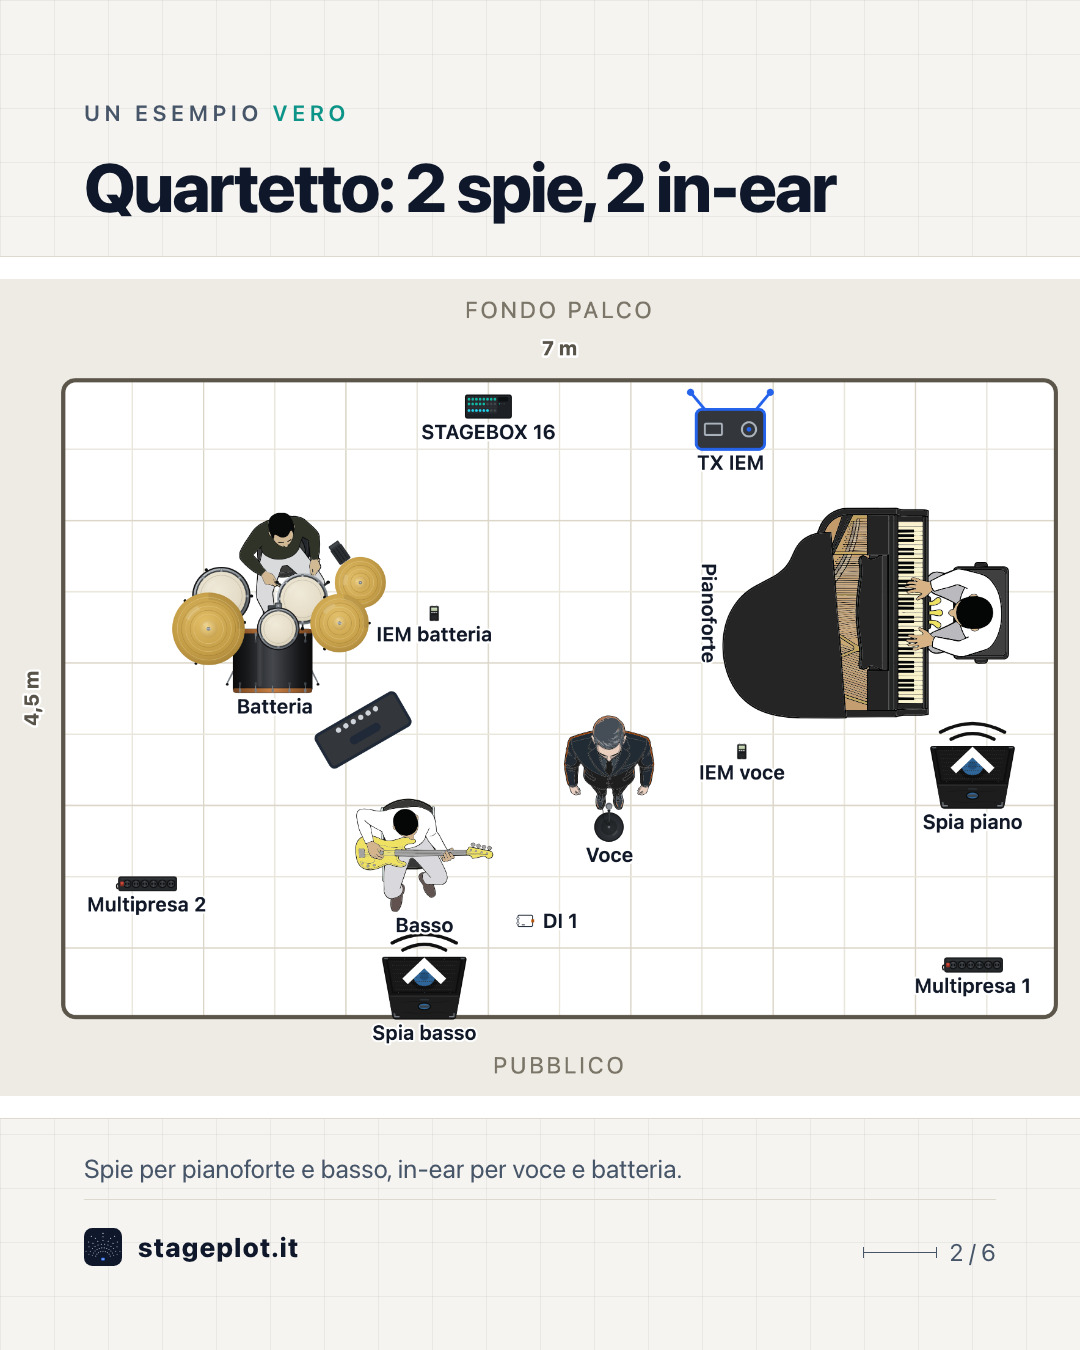 UN ESEMPIO VERO
Quartetto: 2 spie, 2 in-ear
FONDO PALCO
7 m
STAGEBOX 16
TX IEM
Pianoforte
IEM batteria
4,5 m
Batteria
IEM voce
Spia piano
Voce
Multipresa 2
Basso
DI 1
Multipresa 1
Spia basso
PUBBLICO
Spie per pianoforte e basso, in-ear per voce e batteria.
stageplot.it
2 / 6